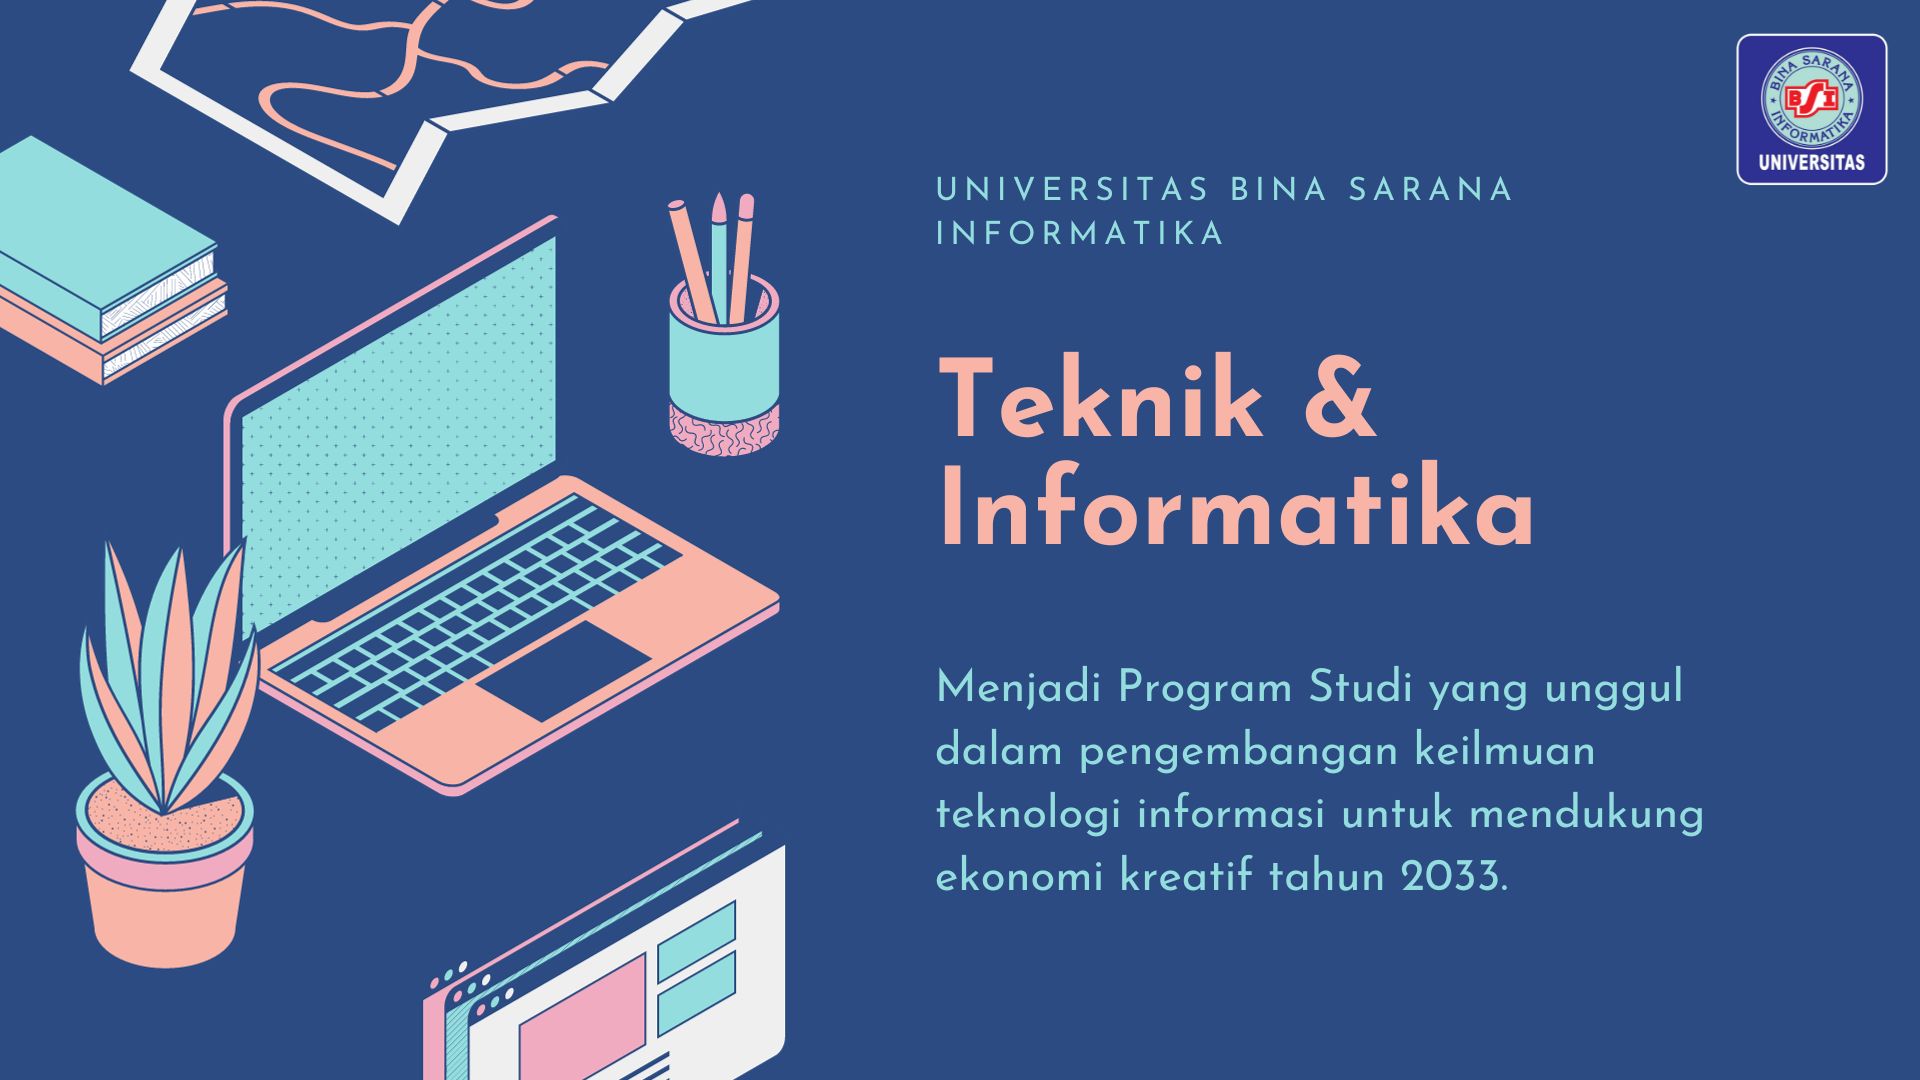 BINA SARANA
BSI
INFORMATIKA
UNIVERSITAS
UNIVERSITAS BINA SARANA
INFORMATIKA
Teknik &
Informatika
Menjadi Program Studi yang unggul
dalam pengembangan keilmuan
teknologi informasi untuk mendukung
ekonomi kreatif tahun 2033.